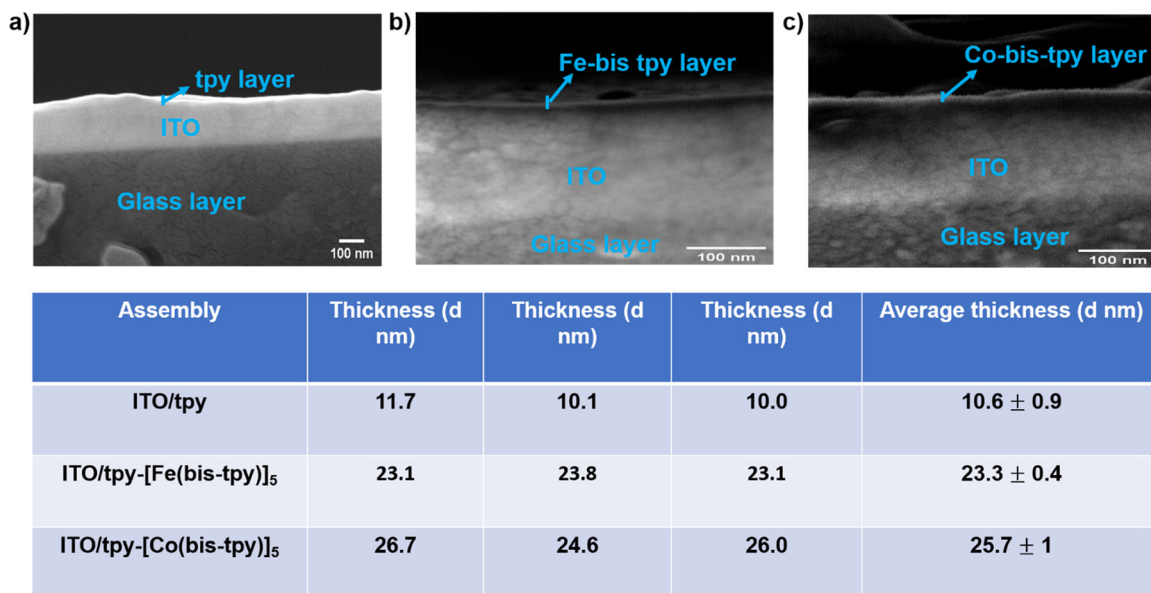 a)
tpy layer
ITO
Glass layer
100 nm
b)
Fe-bis tpy layer
ITO
Glass layer
100 nm
c)
Co-bis-tpy layer
ITO
Glass layer
100 nm
Assembly Thickness (d nm) Thickness (d nm) Thickness (d nm) Average thickness (d nm)
ITO/tpy 11.7 10.1 10.0 10.6 ± 0.9
ITO/tpy-[Fe(bis-tpy)]₅ 23.1 23.8 23.1 23.3 ± 0.4
ITO/tpy-[Co(bis-tpy)]₅ 26.7 24.6 26.0 25.7 ± 1